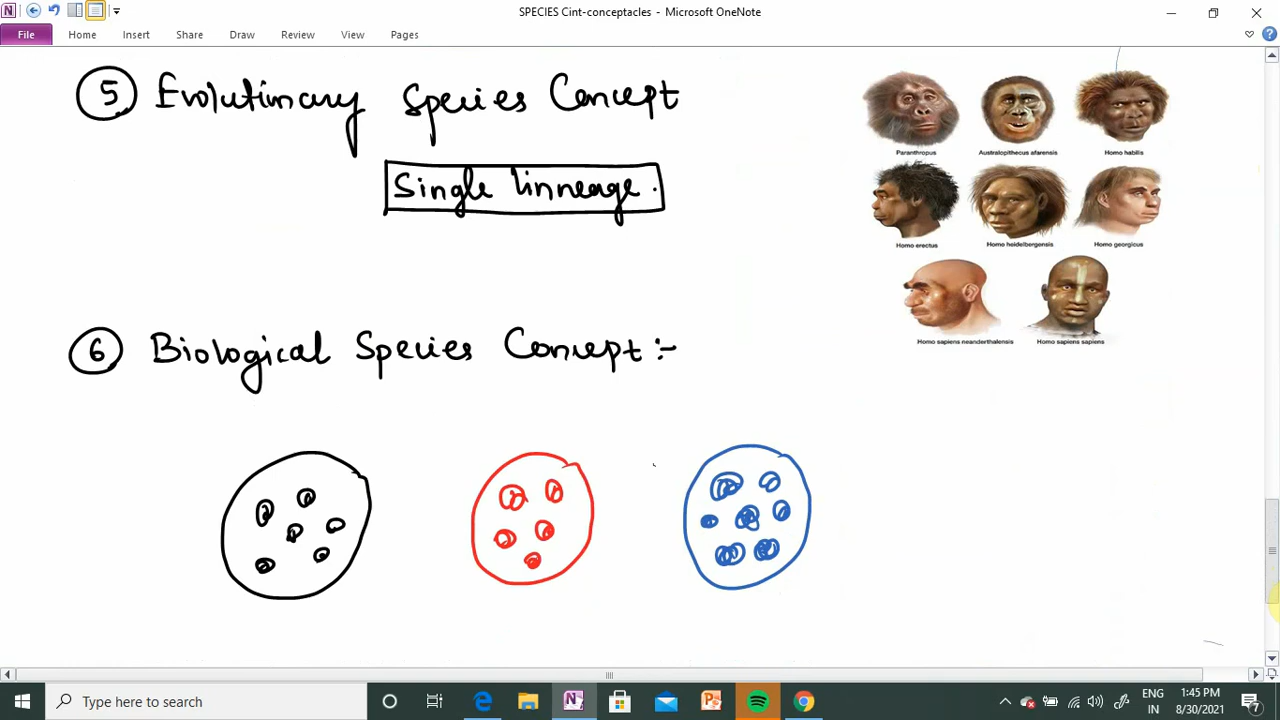 SPECIES Cint-conceptacles - Microsoft OneNote
File Home Insert Share Draw Review View Pages
5 Evolutionary Species Concept
Single linneage.
Paranthropus Australopithecus afarensis Homo habilis
Homo erectus Homo heidelbergensis Homo georgicus
Homo sapiens neanderthalensis Homo sapiens sapiens
6 Biological Species Concept :-
Type here to search
ENG
IN
1:45 PM
8/30/2021
7